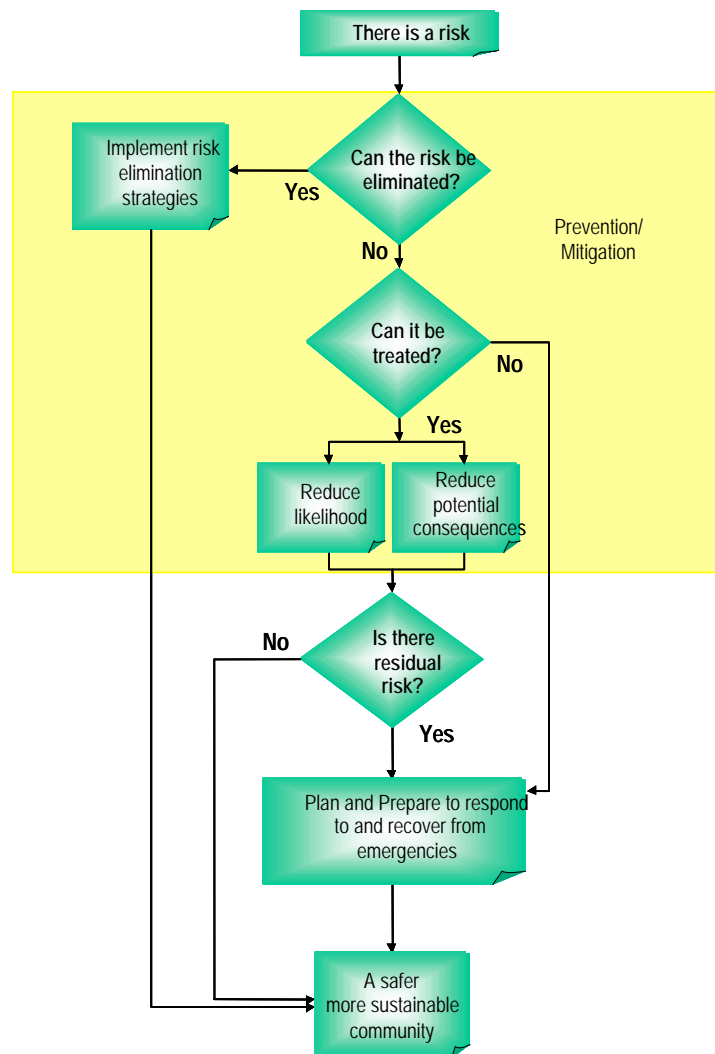 There is a risk
Can the risk be
eliminated?
Implement risk
elimination
strategies
Yes
Prevention/
Mitigation
No
Can it be
treated?
No
Yes
Reduce
likelihood
Reduce
potential
consequences
No
Is there
residual
risk?
Yes
Plan and Prepare to respond
to and recover from
emergencies
A safer
more sustainable
community